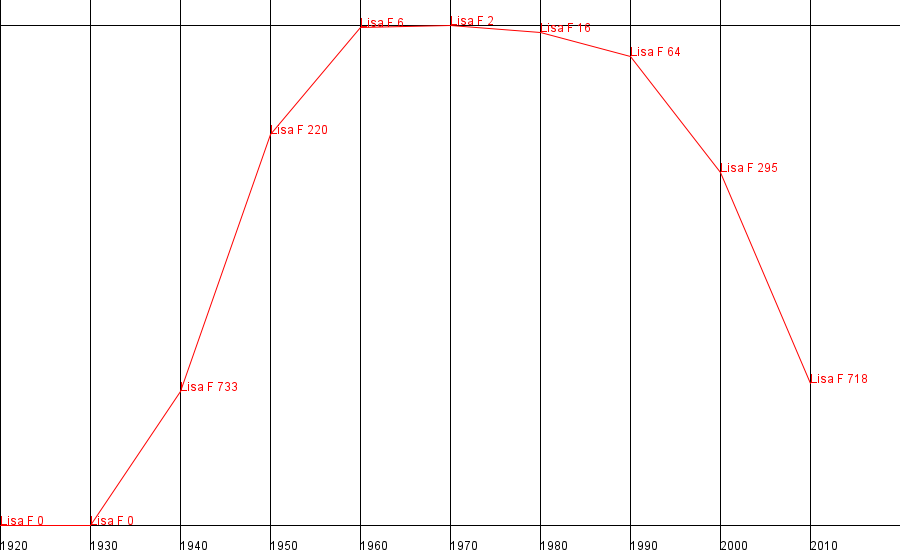 Lisa F 6
Lisa F 2
Lisa F 16
Lisa F 64
Lisa F 220
Lisa F 295
Lisa F 718
Lisa F 733
Lisa F 0
Lisa F 0
1920
1930
1940
1950
1960
1970
1980
1990
2000
2010